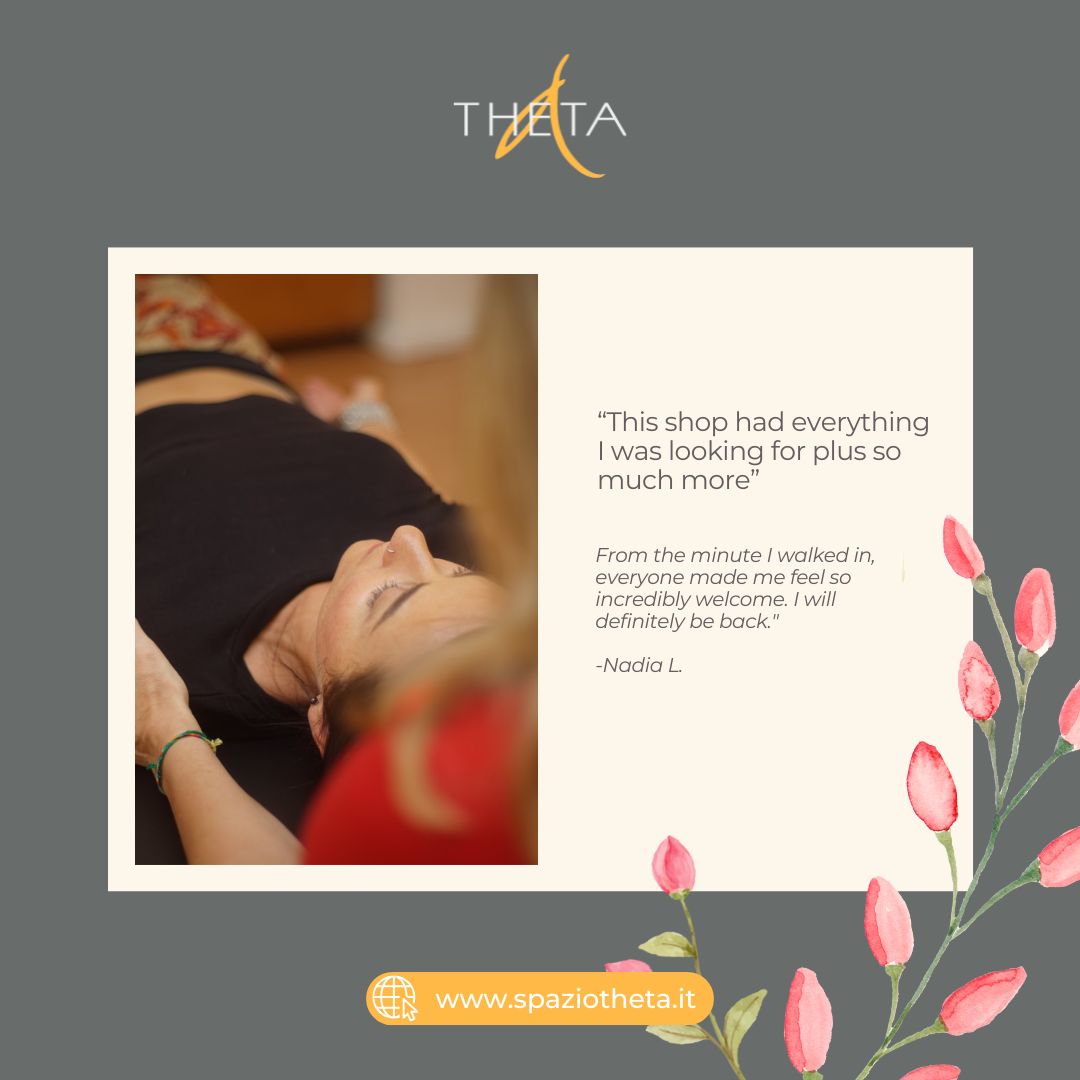 THETA
“This shop had everything
I was looking for plus so
much more”
From the minute I walked in,
everyone made me feel so
incredibly welcome. I will
definitely be back."
-Nadia L.
www.spaziotheta.it